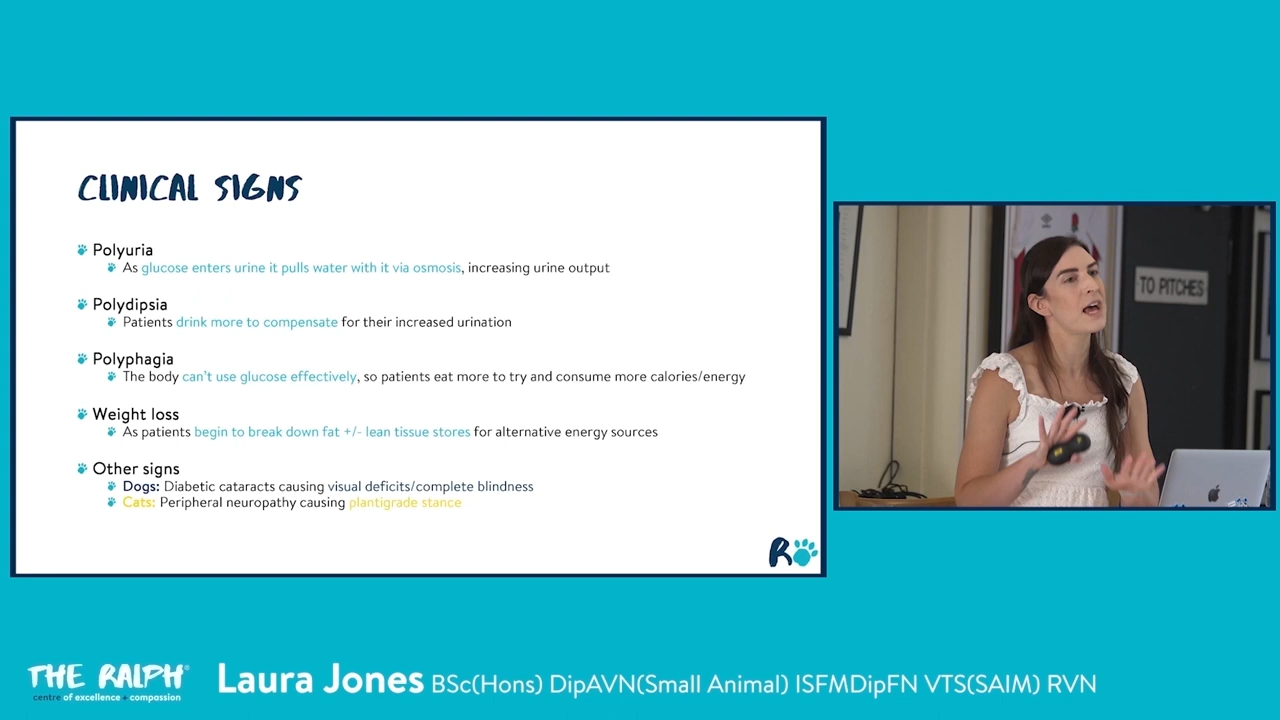 CLINICAL SIGNS
Polyuria
As glucose enters urine it pulls water with it via osmosis, increasing urine output
Polydipsia
Patients drink more to compensate for their increased urination
Polyphagia
The body can't use glucose effectively, so patients eat more to try and consume more calories/energy
Weight loss
As patients begin to break down fat +/- lean tissue stores for alternative energy sources
Other signs
Dogs: Diabetic cataracts causing visual deficits/complete blindness
Cats: Peripheral neuropathy causing plantigrade stance
R
TO PITCHES
umbro
THE RALPH®
centre of excellence + compassion
Laura Jones BSc(Hons) DipAVN(Small Animal) ISFMDipFN VTS(SAIM) RVN